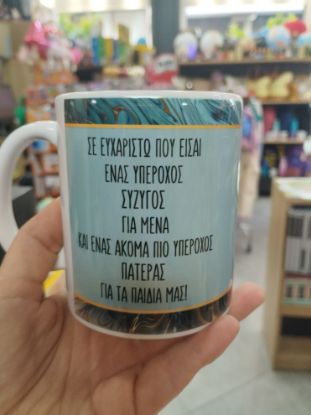 ΣΕ ΕΥΧΑΡΙΣΤΩ ΠΟΥ ΕΙΣΑΙ
ΕΝΑΣ ΥΠΕΡΟΧΟΣ
ΣΥΖΥΓΟΣ
ΓΙΑ ΜΕΝΑ
ΚΑΙ ΕΝΑΣ ΑΚΟΜΑ ΠΙΟ ΥΠΕΡΟΧΟΣ
ΠΑΤΕΡΑΣ
ΓΙΑ ΤΑ ΠΑΙΔΙΑ ΜΑΣ!